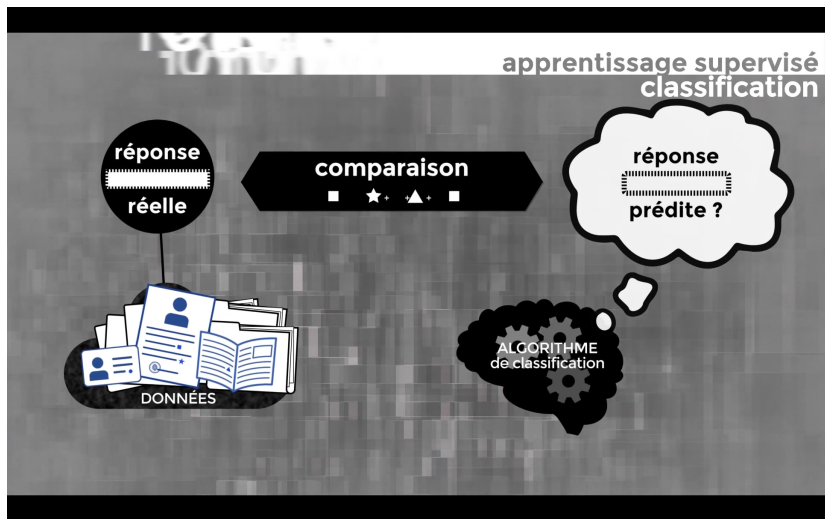 apprentissage supervisé
classification
réponse
réelle
comparaison
réponse
prédite ?
ALGORITHME
de classification
DONNÉES